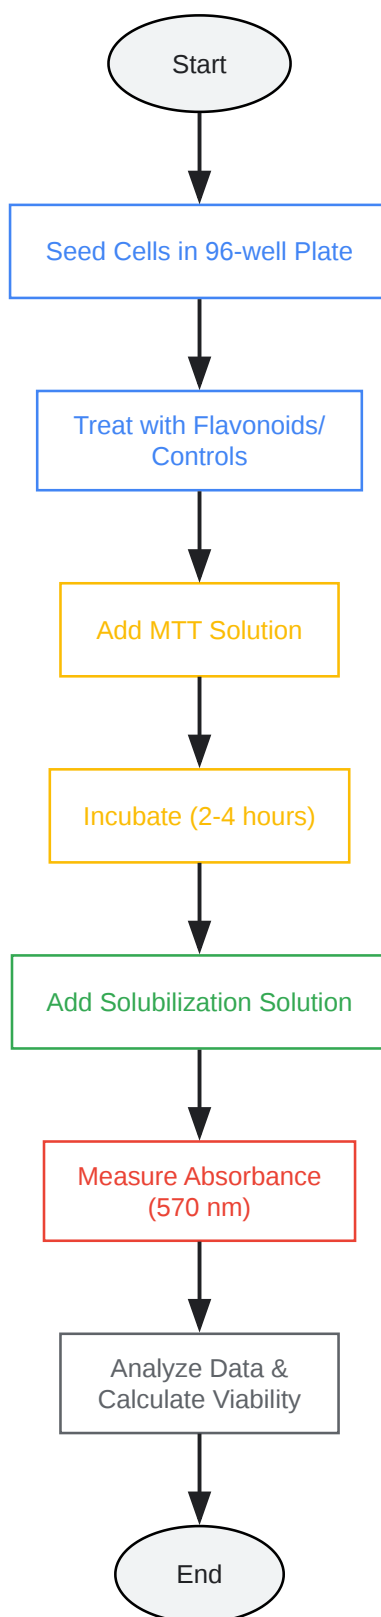 Start
Seed Cells in 96-well Plate
Treat with Flavonoids/
Controls
Add MTT Solution
Incubate (2-4 hours)
Add Solubilization Solution
Measure Absorbance
(570 nm)
Analyze Data &
Calculate Viability
End